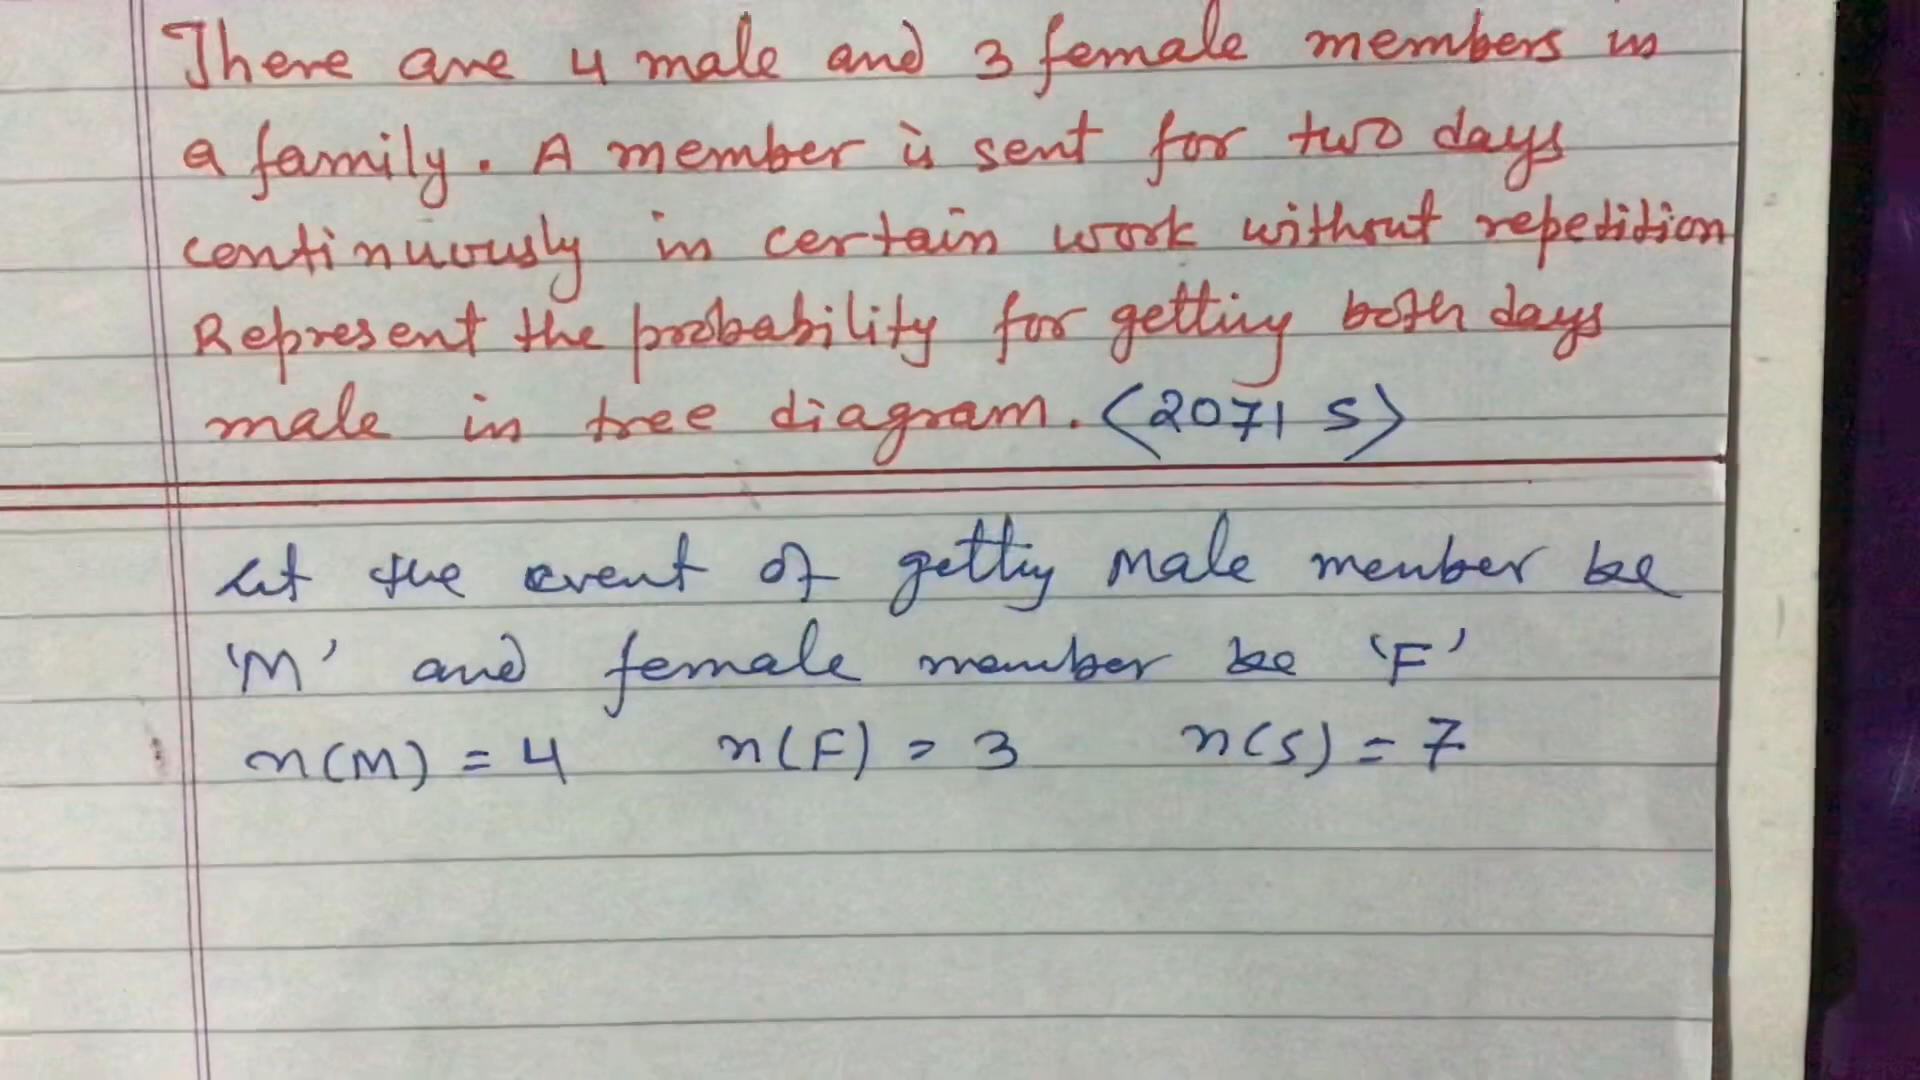 There are 4 male and 3 female members in
a family. A member is sent for two days
continuously in certain work without repetition
Represent the probability for getting both days
male in tree diagram. (2071 S)
Let the event of getting Male member be
'M' and female member be 'F'
n(M) = 4 n(F) = 3 n(S) = 7